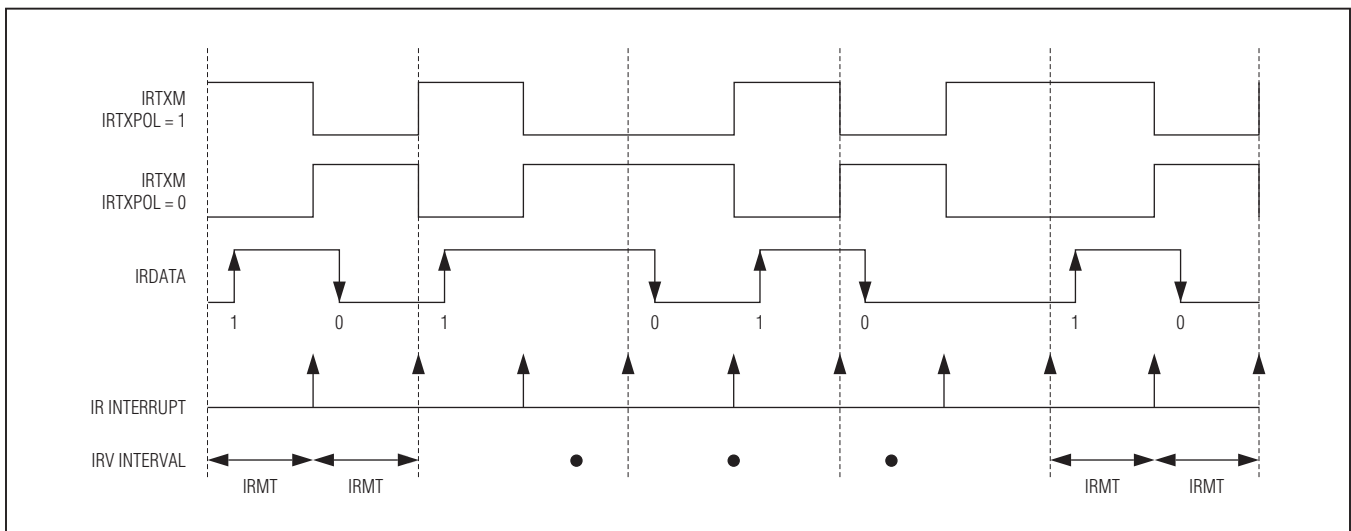 IRTXM
IRTXPOL = 1
IRTXM
IRTXPOL = 0
IRDATA
1 0 1 0 1 0 1 0
IR INTERRUPT
IRV INTERVAL
IRMT IRMT IRMT IRMT